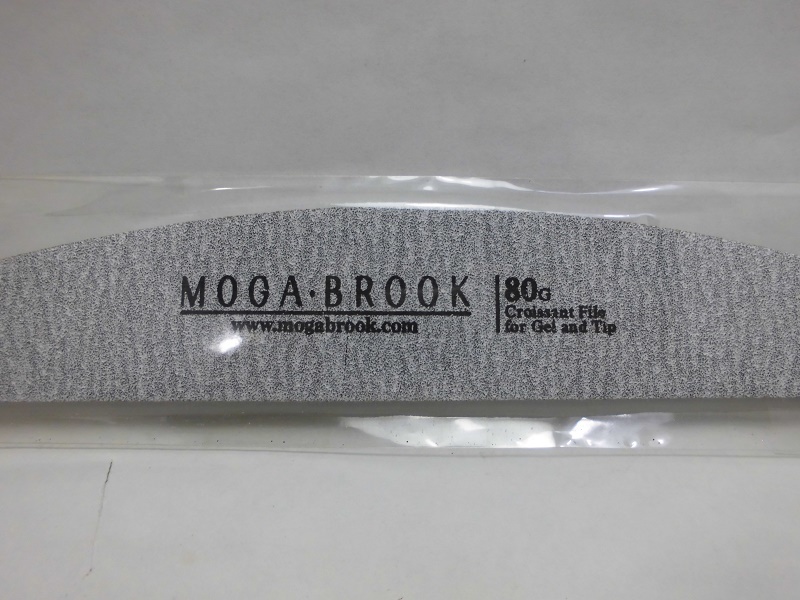 MOGA·BROOK
www.mogabrook.com
80G
Croissant File
for Gel and Tip